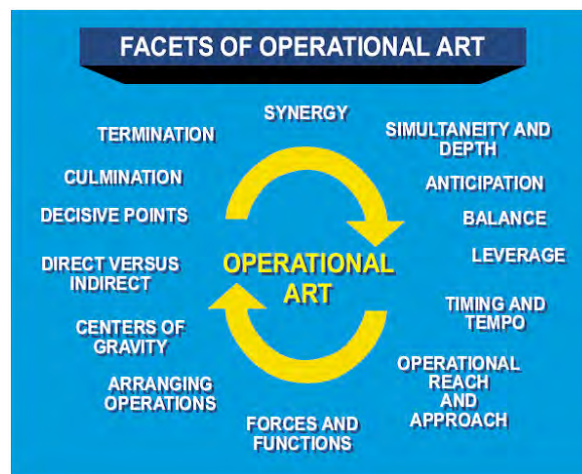 FACETS OF OPERATIONAL ART
SYNERGY
SIMULTANEITY AND
DEPTH
ANTICIPATION
BALANCE
LEVERAGE
TIMING AND
TEMPO
OPERATIONAL
REACH
AND
APPROACH
FORCES AND
FUNCTIONS
ARRANGING
OPERATIONS
CENTERS OF
GRAVITY
DIRECT VERSUS
INDIRECT
DECISIVE POINTS
CULMINATION
TERMINATION
OPERATIONAL
ART